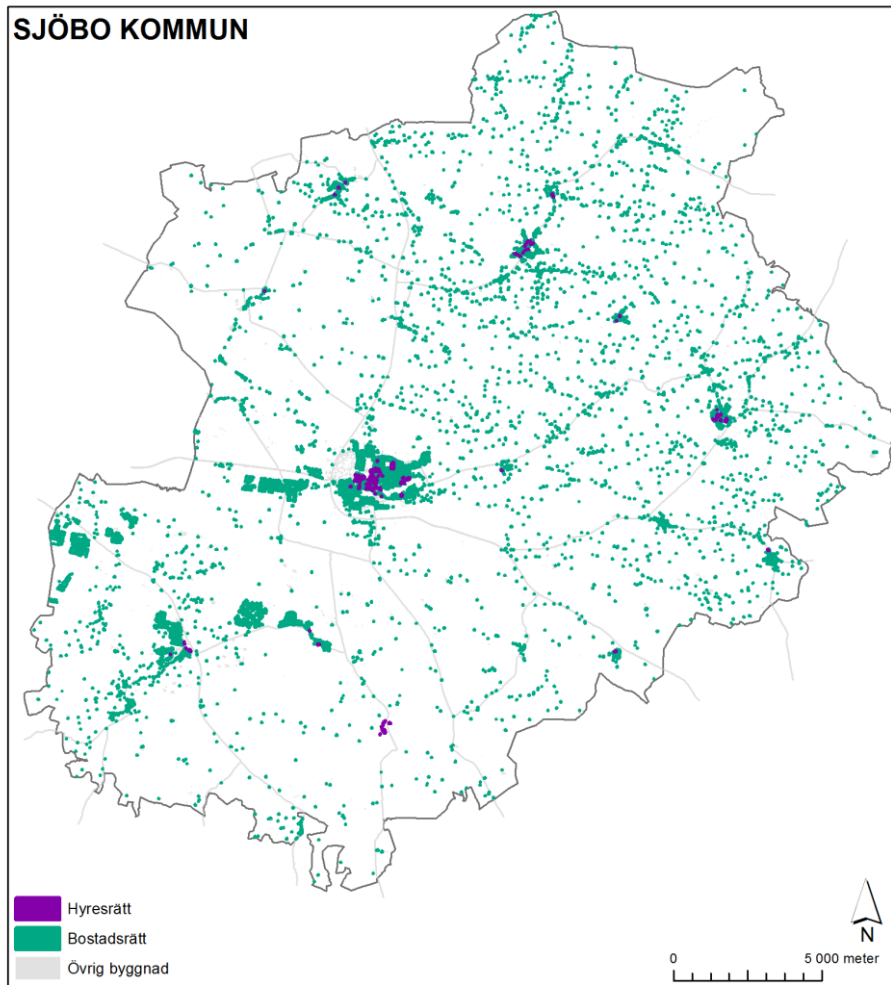 SJÖBO KOMMUN
Hyresrätt
Bostadsrätt
Övrig byggnad
N
0 5 000 meter